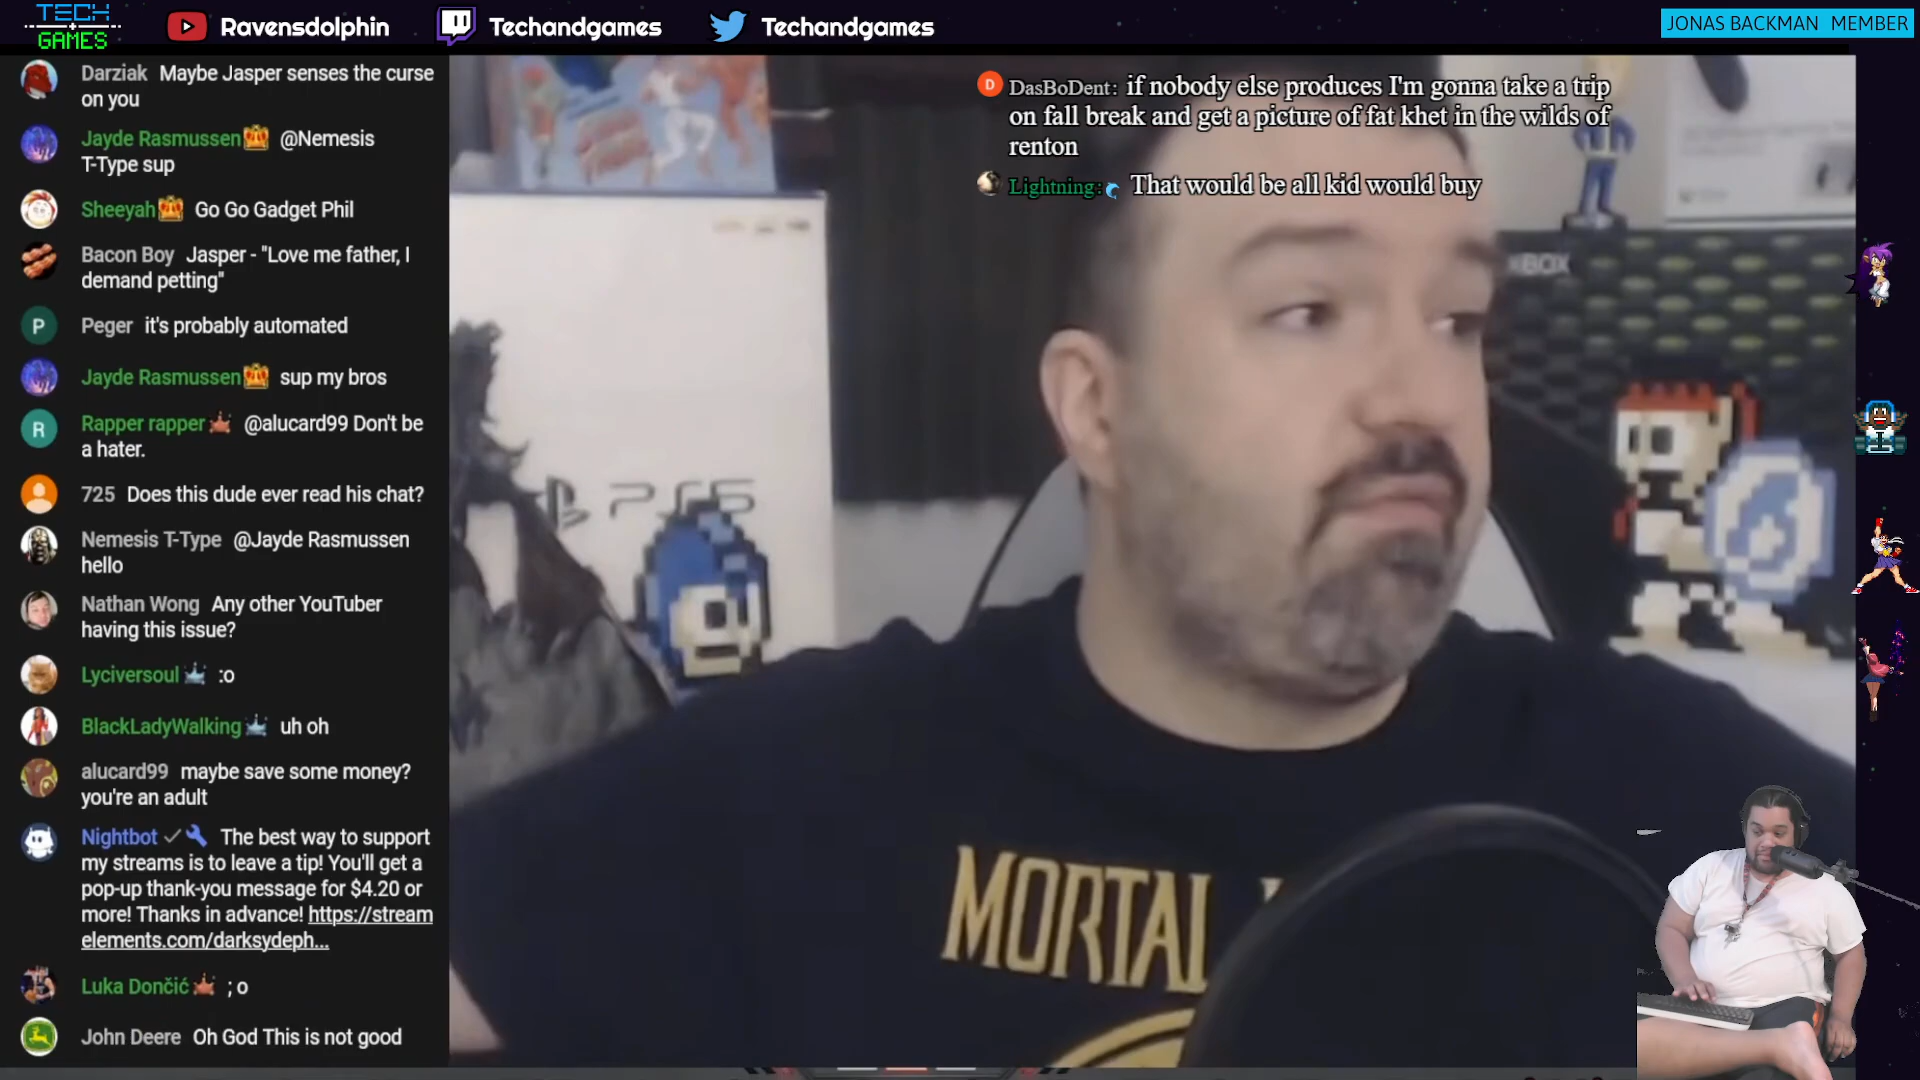 TECH
GAMES
Ravensdolphin
Techandgames
Techandgames
JONAS BACKMAN MEMBER
Darziak Maybe Jasper senses the curse
on you
Jayde Rasmussen @Nemesis
T-Type sup
Sheeyah Go Go Gadget Phil
Bacon Boy Jasper - "Love me father, I
demand petting"
P
Peger it's probably automated
Jayde Rasmussen sup my bros
R
Rapper rapper @alucard99 Don't be
a hater.
725 Does this dude ever read his chat?
Nemesis T-Type @Jayde Rasmussen
hello
Nathan Wong Any other YouTuber
having this issue?
Lyciversoul :o
BlackLadyWalking uh oh
alucard99 maybe save some money?
you're an adult
Nightbot The best way to support
my streams is to leave a tip! You'll get a
pop-up thank-you message for $4.20 or
more! Thanks in advance! https://stream
elements.com/darksydeph...
Luka Dončić ; o
John Deere Oh God This is not good
D
DasBoDent: if nobody else produces I'm gonna take a trip
on fall break and get a picture of fat khet in the wilds of
renton
Lightning: That would be all kid would buy
XBOX
PS5
MORTAL